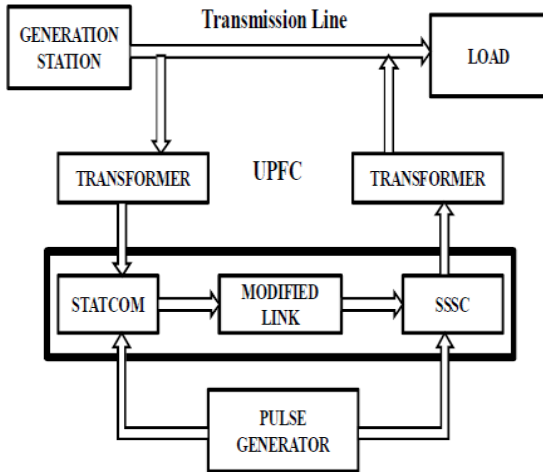 Transmission Line
GENERATION
STATION
LOAD
TRANSFORMER
UPFC
TRANSFORMER
STATCOM
MODIFIED
LINK
SSSC
PULSE
GENERATOR